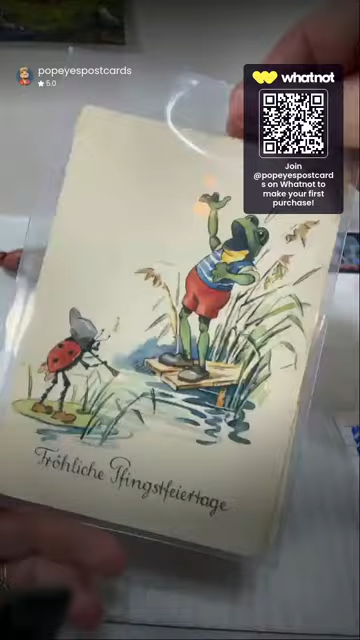 popeyespostcards
★ 5.0
whatnot
Join
@popeyespostcard
s on Whatnot to
make your first
purchase!
Fröhliche Pfingstfeiertage